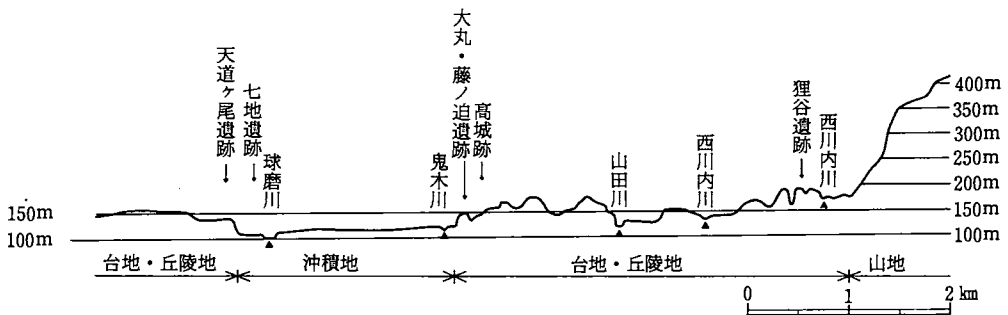 天道ヶ尾遺跡
七地遺跡
球磨川
鬼木川
大丸・藤ノ迫遺跡
高城跡
山田川
西川内川
狸谷遺跡
西川内川
400m
350m
300m
250m
200m
150m
100m
150m
100m
台地・丘陵地
沖積地
台地・丘陵地
山地
0 1 2 km